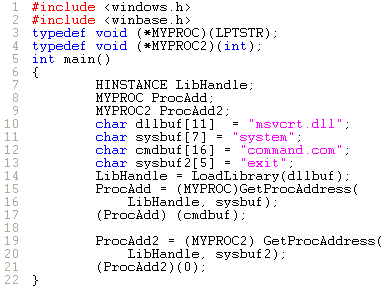 1 #include <windows.h>
2 #include <winbase.h>
3 typedef void (*MYPROC)(LPTSTR);
4 typedef void (*MYPROC2)(int);
5 int main()
6 {
7         HINSTANCE LibHandle;
8         MYPROC ProcAdd;
9         MYPROC2 ProcAdd2;
10         char dllbuf[11]  = "msvcrt.dll";
11         char sysbuf[7] = "system";
12         char cmdbuf[16] = "command.com";
13         char sysbuf2[5] = "exit";
14         LibHandle = LoadLibrary(dllbuf);
15         ProcAdd = (MYPROC)GetProcAddress(
16             LibHandle, sysbuf);
17         (ProcAdd) (cmdbuf);
18
19         ProcAdd2 = (MYPROC2) GetProcAddress(
20             LibHandle, sysbuf2);
21         (ProcAdd2)(0);
22 }